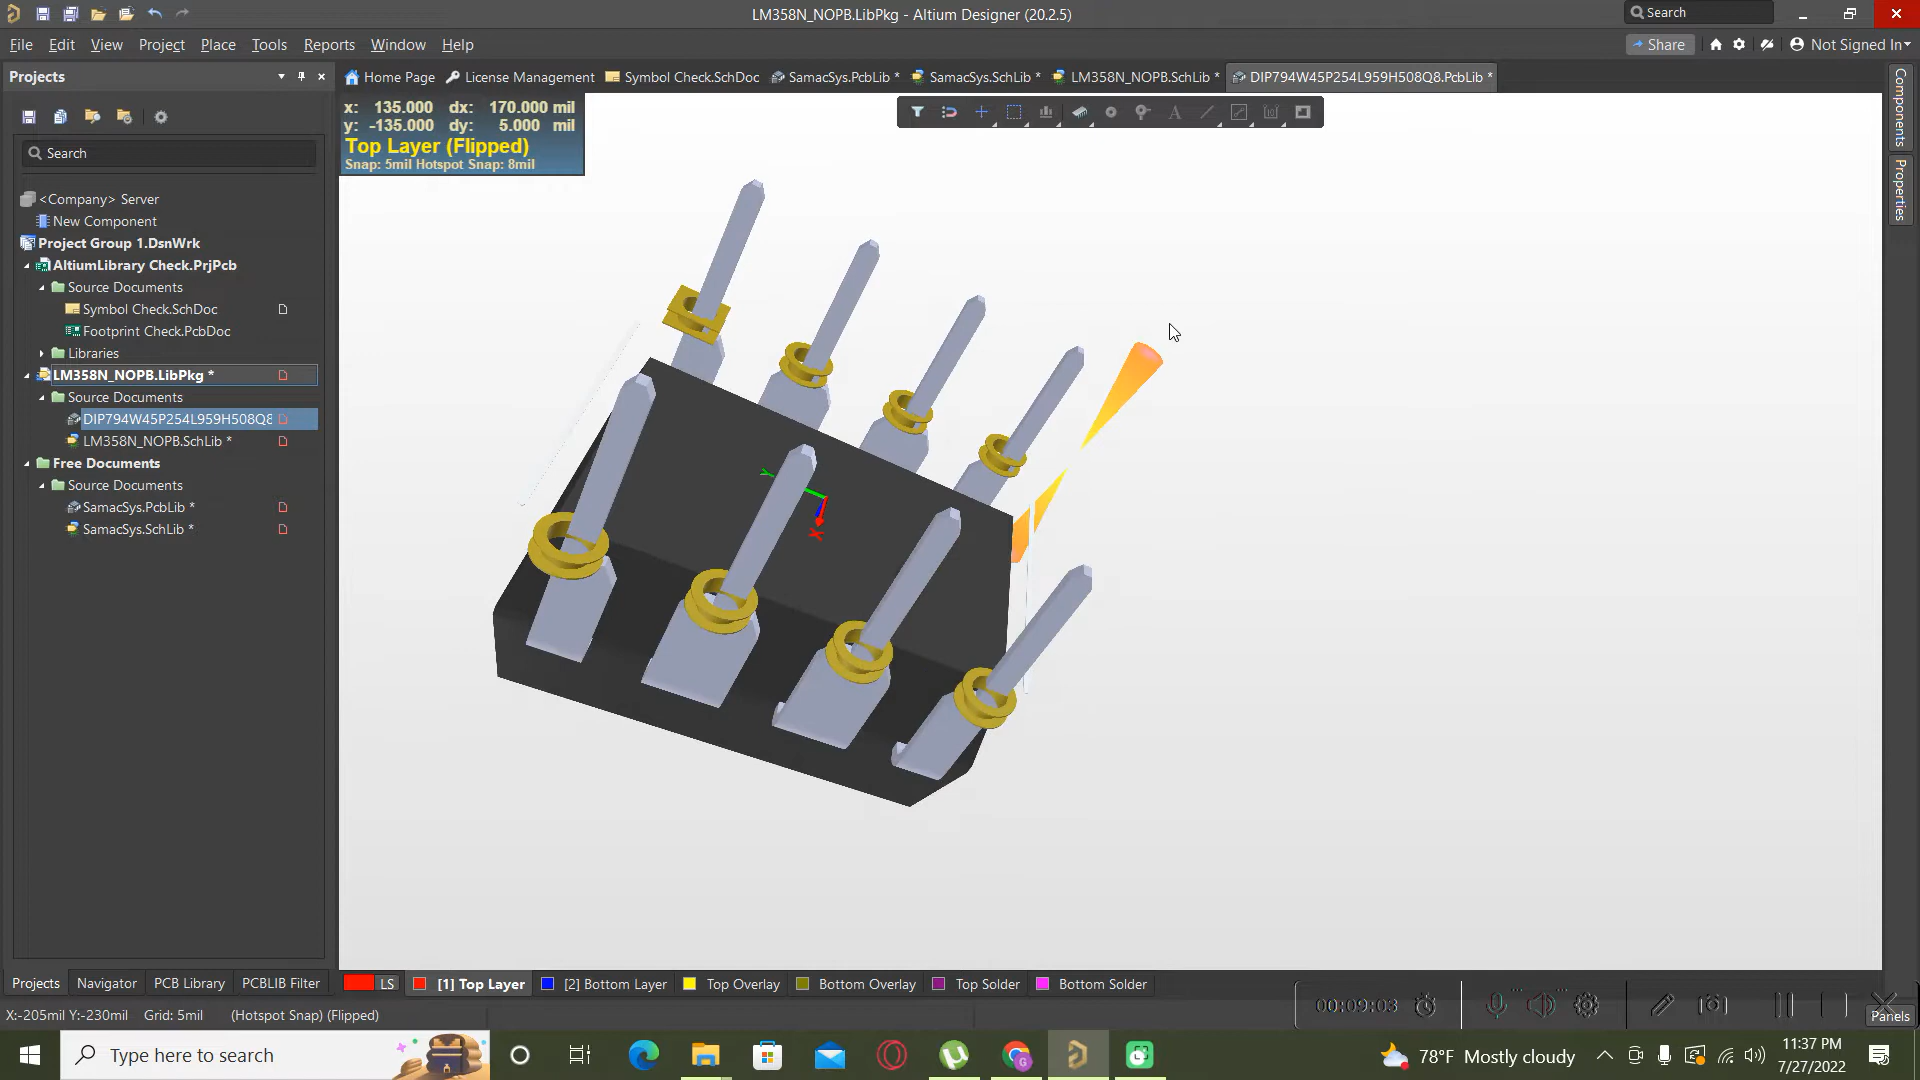 LM358N_NOPB.LibPkg - Altium Designer (20.2.5)
Search
File Edit View Project Place Tools Reports Window Help
Share
Not Signed In
Projects
Home Page License Management Symbol Check.SchDoc SamacSys.PcbLib * SamacSys.SchLib * LM358N_NOPB.SchLib * DIP794W45P254L959H508Q8.PcbLib *
x: 135.000 dx: 170.000 mil
y: -135.000 dy: 5.000 mil
Top Layer (Flipped)
Snap: 5mil Hotspot Snap: 8mil
Search
<Company> Server
New Component
Project Group 1.DsnWrk
AltiumLibrary Check.PrjPcb
Source Documents
Symbol Check.SchDoc
Footprint Check.PcbDoc
Libraries
LM358N_NOPB.LibPkg *
Source Documents
DIP794W45P254L959H508Q8
LM358N_NOPB.SchLib *
Free Documents
Source Documents
SamacSys.PcbLib *
SamacSys.SchLib *
Components
Properties
Y
X
Projects Navigator PCB Library PCBLIB Filter
LS [1] Top Layer [2] Bottom Layer Top Overlay Bottom Overlay Top Solder Bottom Solder
X:-205mil Y:-230mil Grid: 5mil (Hotspot Snap) (Flipped)
00:09:03
Panels
Type here to search
78°F Mostly cloudy
11:37 PM
7/27/2022